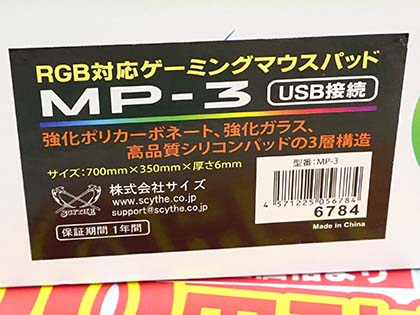 RGB対応ゲーミングマウスパッド
MP-3 USB接続
強化ポリカーボネート、強化ガラス、
高品質シリコンパッドの3層構造
サイズ:700mm×350mm×厚さ6mm
型番:MP-3
株式会社サイズ
www.scythe.co.jp
support@scythe.co.jp
SCYTHE
保証期間 1年間
4571225056784
6784
Made in China